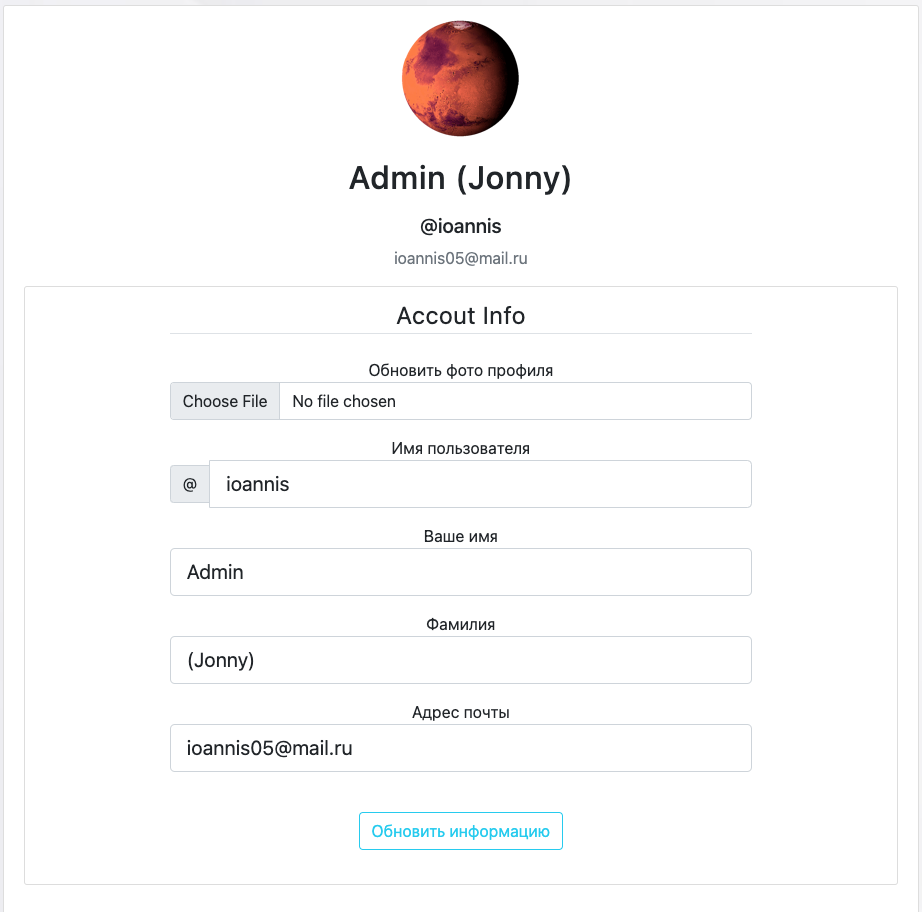 Admin (Jonny)
@ioannis
ioannis05@mail.ru
Accout Info
Обновить фото профиля
Choose File No file chosen
Имя пользователя
@ ioannis
Ваше имя
Admin
Фамилия
(Jonny)
Адрес почты
ioannis05@mail.ru
Обновить информацию